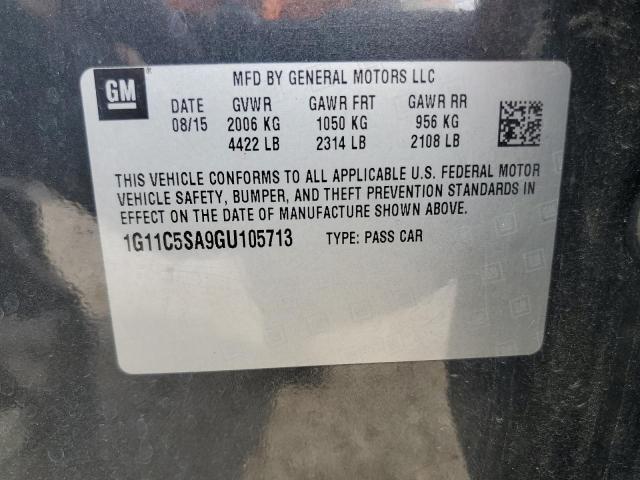 GM
MFD BY GENERAL MOTORS LLC
DATE GVWR GAWR FRT GAWR RR
08/15 2006 KG 1050 KG 956 KG
4422 LB 2314 LB 2108 LB
THIS VEHICLE CONFORMS TO ALL APPLICABLE U.S. FEDERAL MOTOR
VEHICLE SAFETY, BUMPER, AND THEFT PREVENTION STANDARDS IN
EFFECT ON THE DATE OF MANUFACTURE SHOWN ABOVE.
1G11C5SA9GU105713 TYPE: PASS CAR